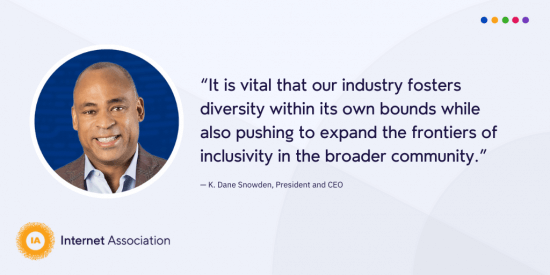 “It is vital that our industry fosters
diversity within its own bounds while
also pushing to expand the frontiers of
inclusivity in the broader community.”
— K. Dane Snowden, President and CEO
IA
Internet Association